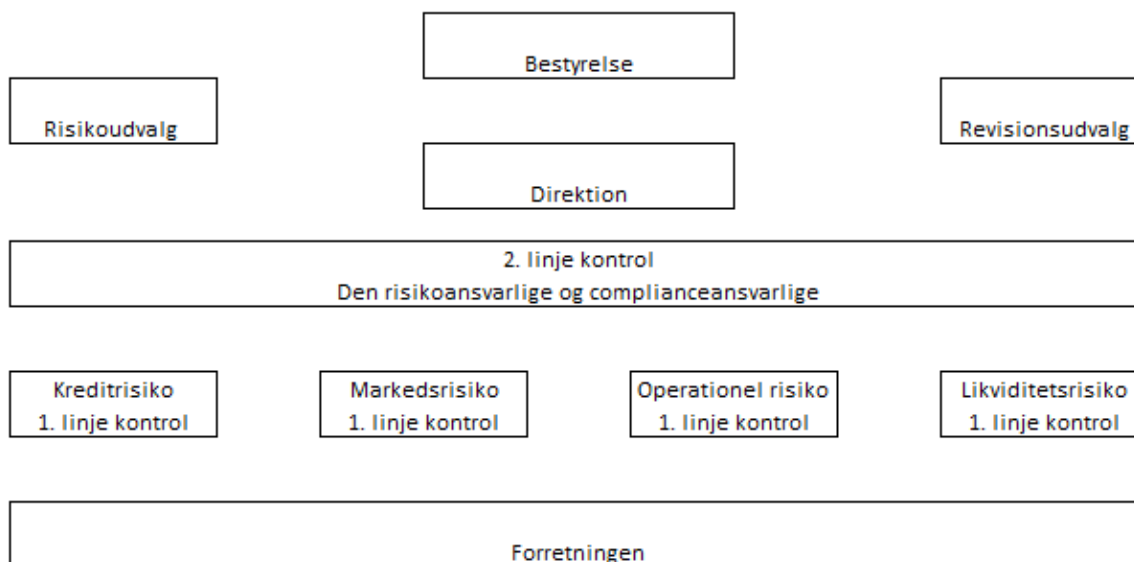 Bestyrelse
Risikoudvalg
Revisionsudvalg
Direktion
2. linje kontrol
Den risikoansvarlige og complianceansvarlige
Kreditrisiko
1. linje kontrol
Markedsrisiko
1. linje kontrol
Operationel risiko
1. linje kontrol
Likviditetsrisiko
1. linje kontrol
Forretningen